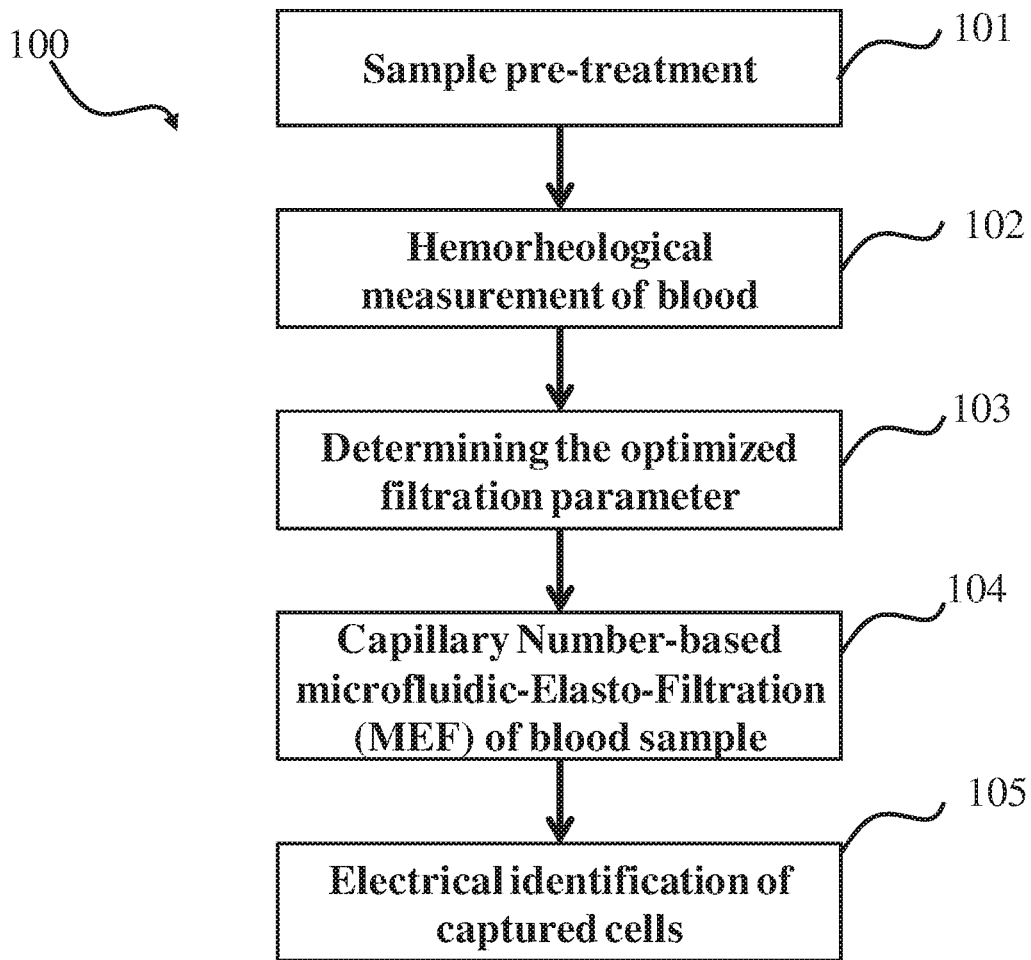 100
101
Sample pre-treatment
102
Hemorheological
measurement of blood
103
Determining the optimized
filtration parameter
104
Capillary Number-based
microfluidic-Elasto-Filtration
(MEF) of blood sample
105
Electrical identification of
captured cells